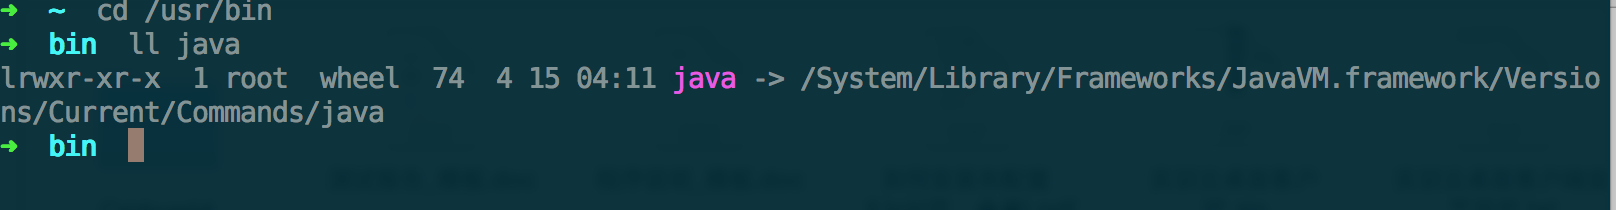 ➜  ~  cd /usr/bin
➜  bin  ll java
lrwxr-xr-x  1 root  wheel  74  4 15 04:11 java -> /System/Library/Frameworks/JavaVM.framework/Versio
ns/Current/Commands/java
➜  bin